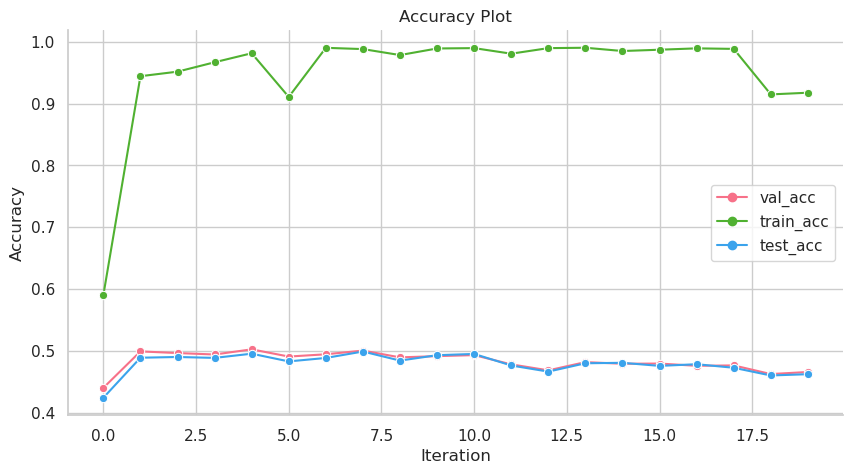 Accuracy Plot
1.0
0.9
0.8
0.7
0.6
0.5
0.4
Accuracy
val_acc
train_acc
test_acc
0.0 2.5 5.0 7.5 10.0 12.5 15.0 17.5
Iteration